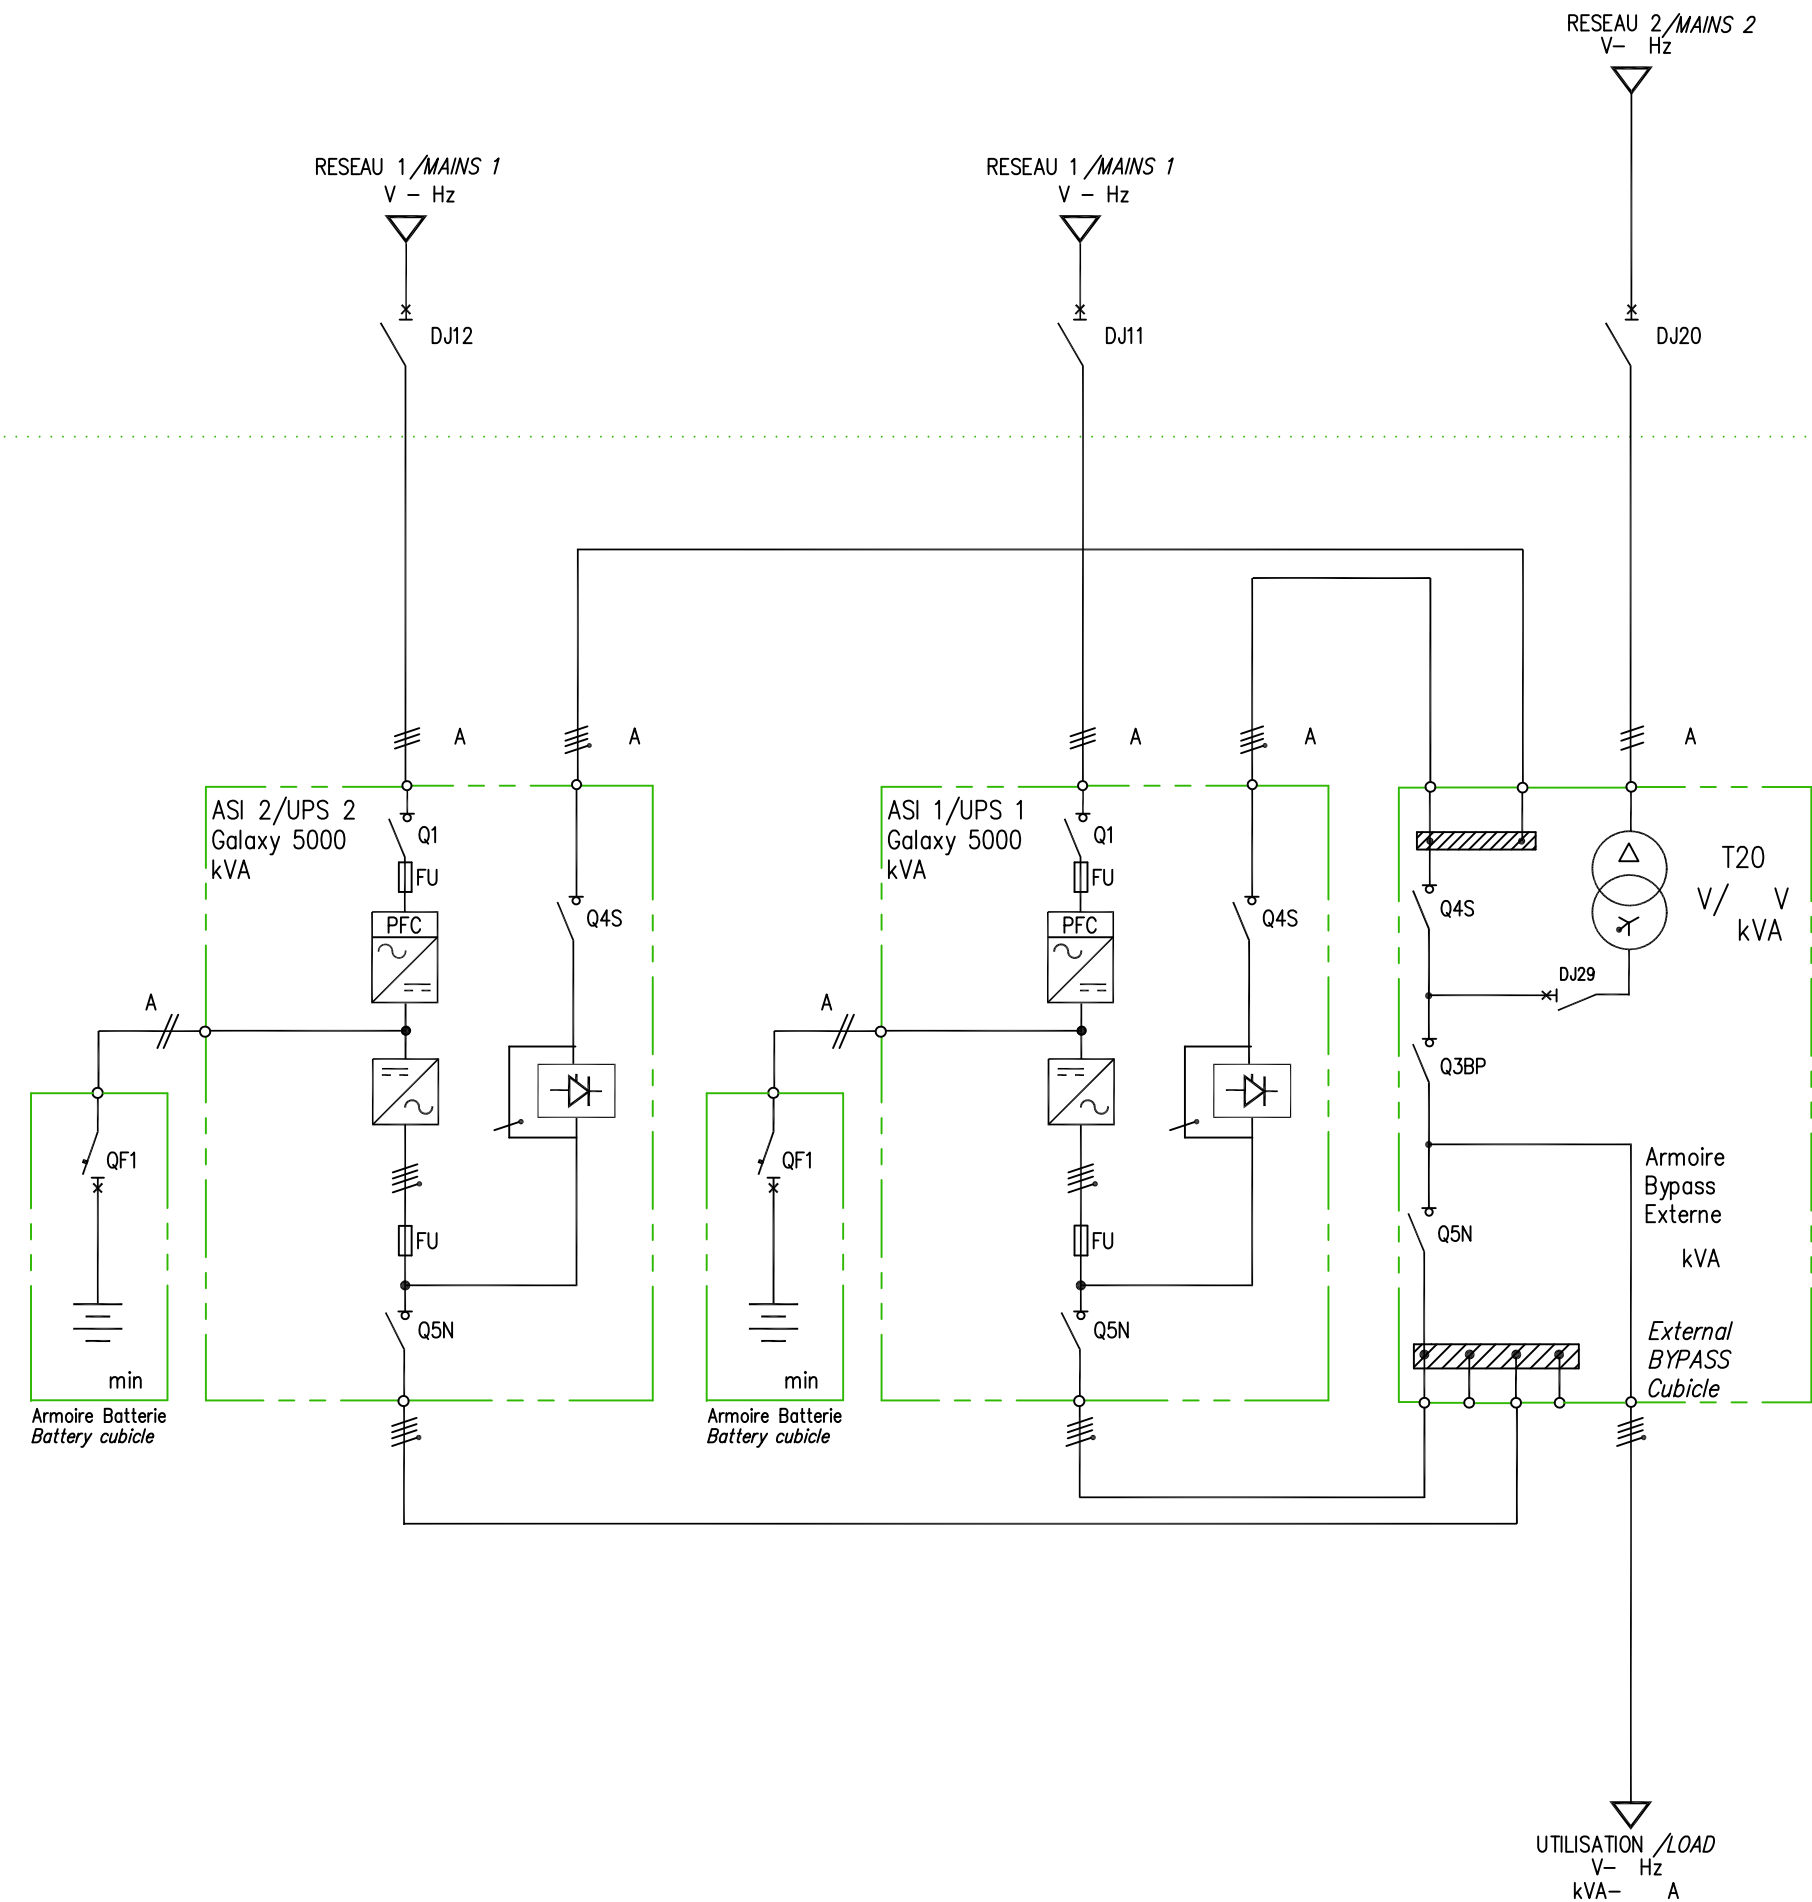 RESEAU 2/MAINS 2
V- Hz
RESEAU 1/MAINS 1
V - Hz
RESEAU 1/MAINS 1
V - Hz
DJ12
DJ11
DJ20
A
A
A
A
A
ASI 2/UPS 2
Galaxy 5000
kVA
Q1
FU
PFC
Q4S
A
QF1
FU
Q5N
min
Armoire Batterie
Battery cubicle
ASI 1/UPS 1
Galaxy 5000
kVA
Q1
FU
PFC
Q4S
A
QF1
FU
Q5N
min
Armoire Batterie
Battery cubicle
T20
V/ V
kVA
Q4S
DJ29
Q3BP
Q5N
Armoire
Bypass
Externe
kVA
External
BYPASS
Cubicle
UTILISATION/LOAD
V- Hz
kVA- A